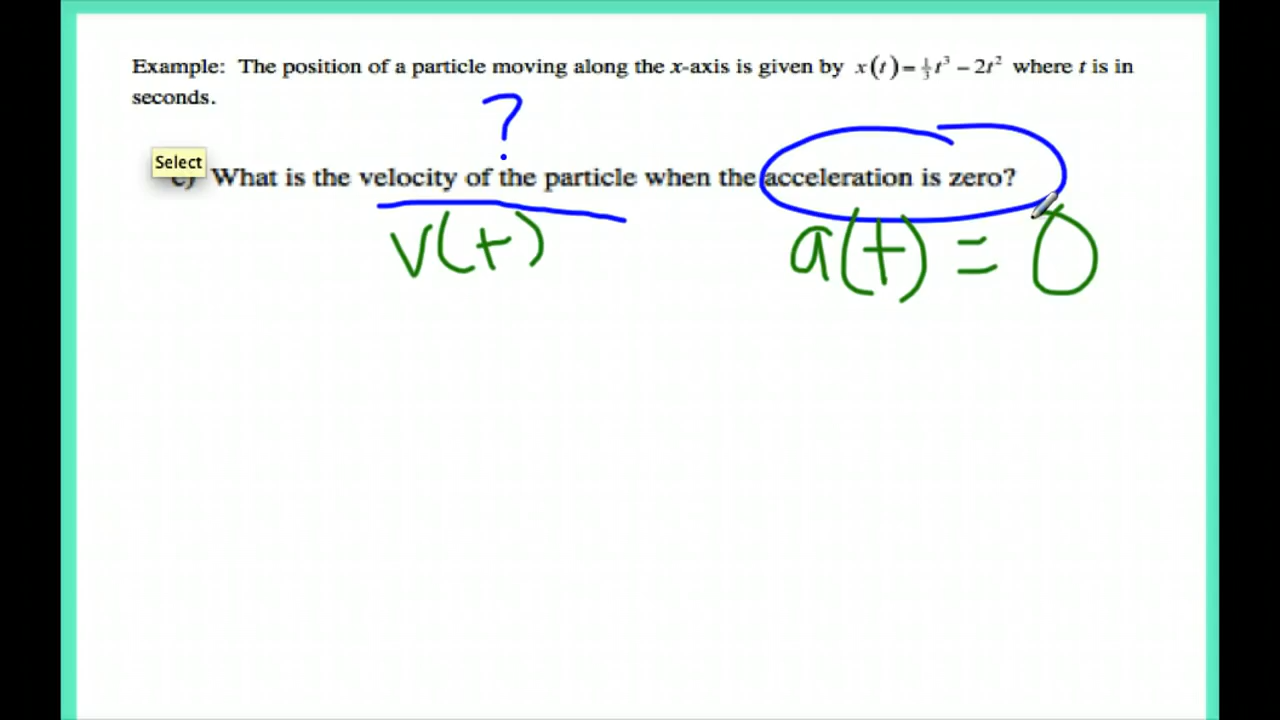 Example: The position of a particle moving along the x-axis is given by x(t) = ⅓t³ − 2t² where t is in
seconds.
?
Select
c) What is the velocity of the particle when the acceleration is zero?
v(t) a(t) = 0